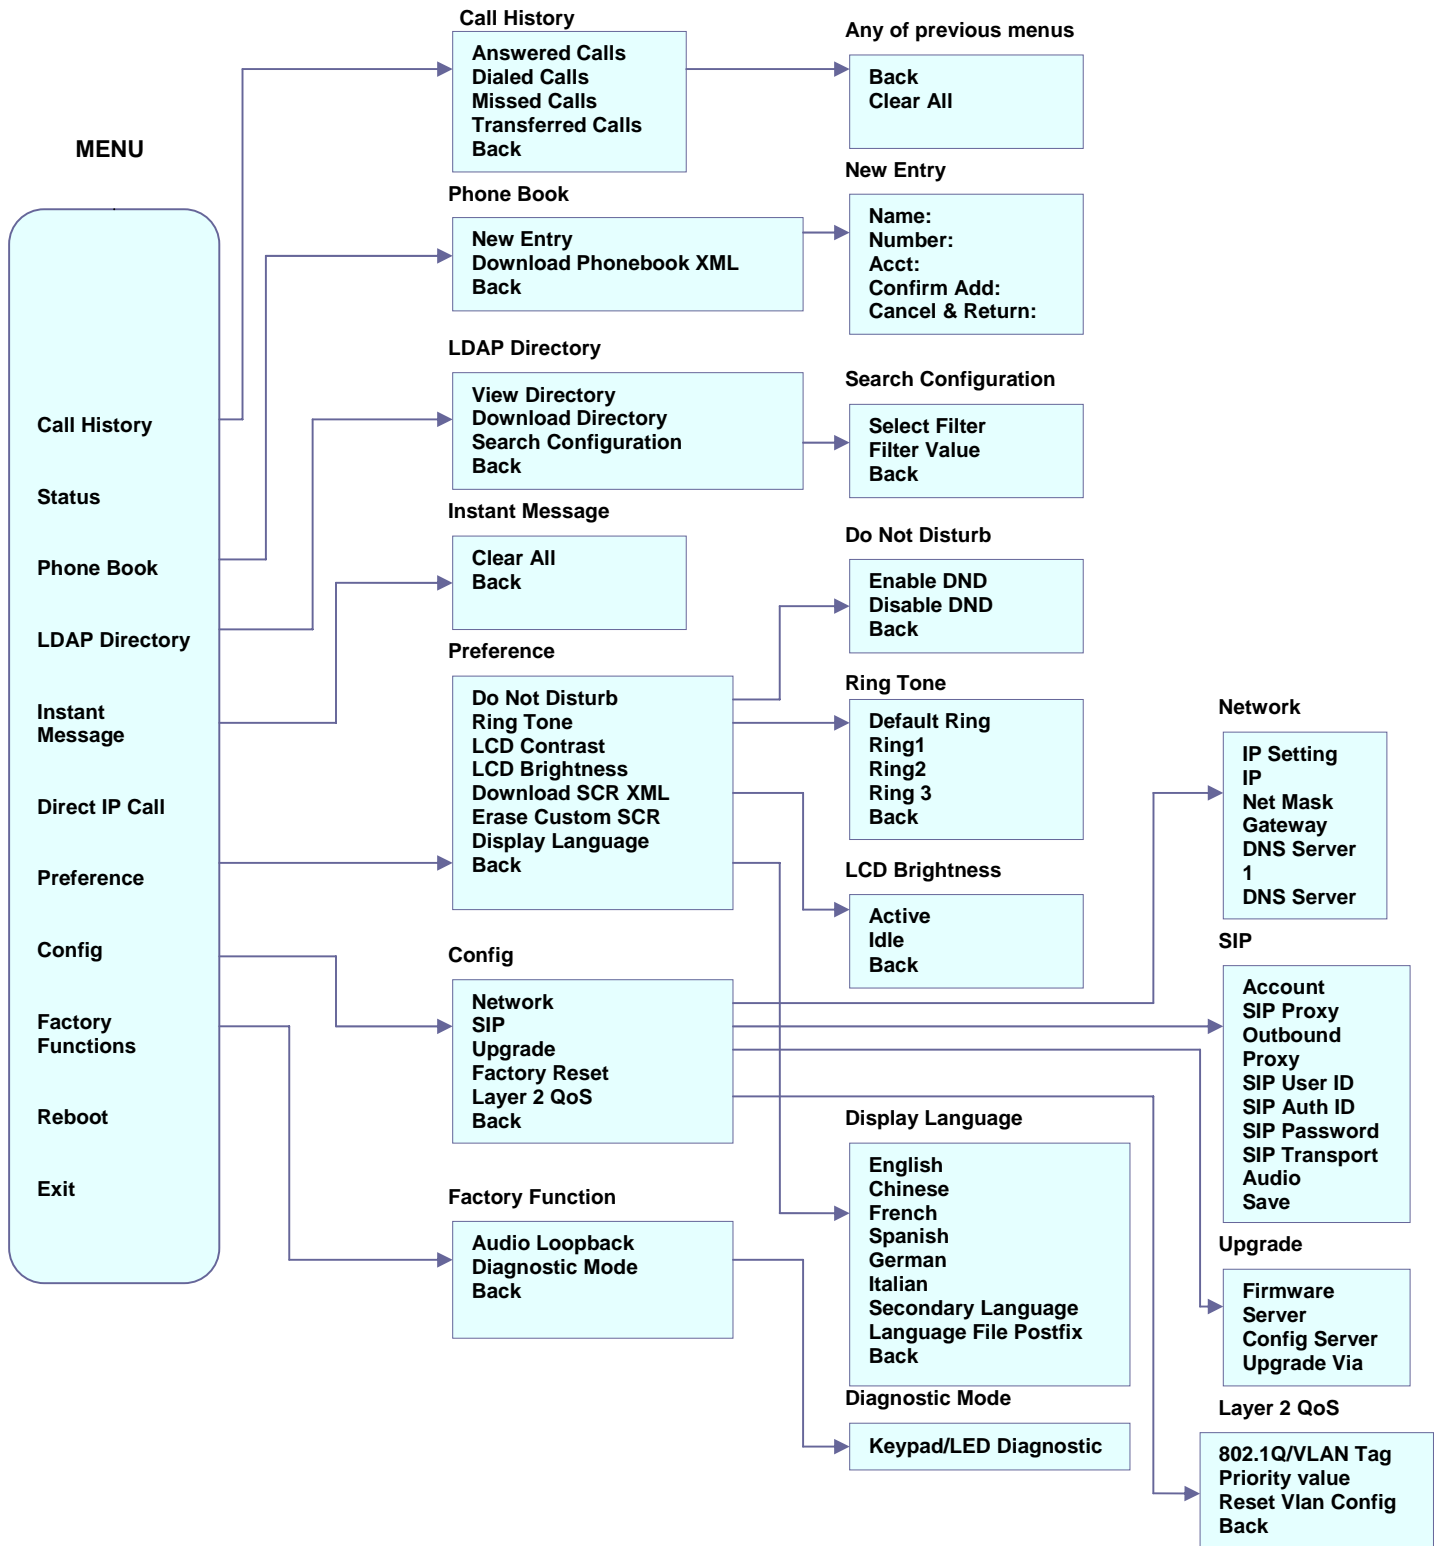 MENU
Call History
Status
Phone Book
LDAP Directory
Instant
Message
Direct IP Call
Preference
Config
Factory
Functions
Reboot
Exit
Call History
Answered Calls
Dialed Calls
Missed Calls
Transferred Calls
Back
Phone Book
New Entry
Download Phonebook XML
Back
LDAP Directory
View Directory
Download Directory
Search Configuration
Back
Instant Message
Clear All
Back
Preference
Do Not Disturb
Ring Tone
LCD Contrast
LCD Brightness
Download SCR XML
Erase Custom SCR
Display Language
Back
Config
Network
SIP
Upgrade
Factory Reset
Layer 2 QoS
Back
Factory Function
Audio Loopback
Diagnostic Mode
Back
Any of previous menus
Back
Clear All
New Entry
Name:
Number:
Acct:
Confirm Add:
Cancel & Return:
Search Configuration
Select Filter
Filter Value
Back
Do Not Disturb
Enable DND
Disable DND
Back
Ring Tone
Default Ring
Ring1
Ring2
Ring 3
Back
LCD Brightness
Active
Idle
Back
Display Language
English
Chinese
French
Spanish
German
Italian
Secondary Language
Language File Postfix
Back
Diagnostic Mode
Keypad/LED Diagnostic
Network
IP Setting
IP
Net Mask
Gateway
DNS Server
1
DNS Server
SIP
Account
SIP Proxy
Outbound
Proxy
SIP User ID
SIP Auth ID
SIP Password
SIP Transport
Audio
Save
Upgrade
Firmware
Server
Config Server
Upgrade Via
Layer 2 QoS
802.1Q/VLAN Tag
Priority value
Reset Vlan Config
Back